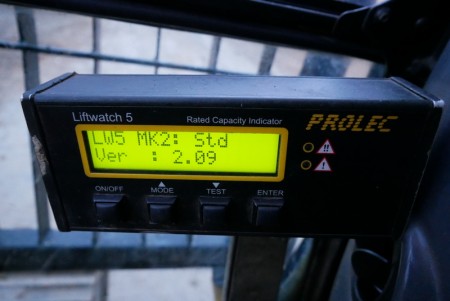 Liftwatch 5
Rated Capacity Indicator
PROLEC
LW5 MK2: Std
Ver : 2.09
ON/OFF
MODE
TEST
ENTER